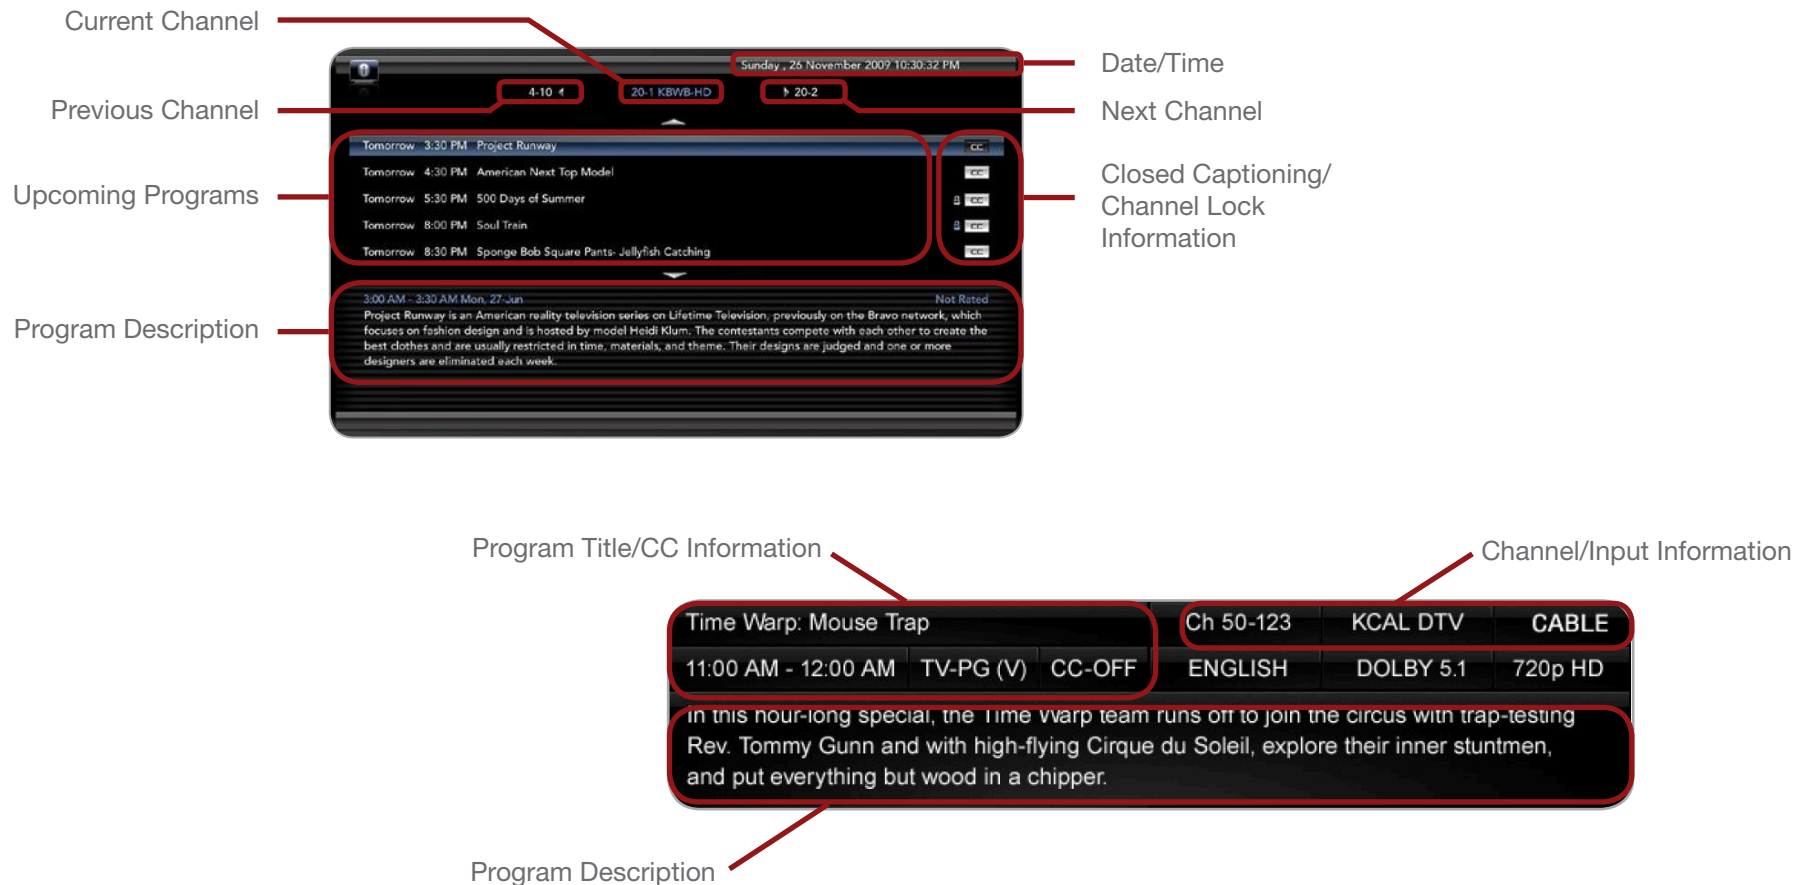 Current Channel
Previous Channel
Upcoming Programs
Program Description
Sunday , 26 November 2009 10:30:32 PM
4-10
20-1 KBWB-HD
20-2
Tomorrow 3:30 PM Project Runway CC
Tomorrow 4:30 PM American Next Top Model CC
Tomorrow 5:30 PM 500 Days of Summer CC
Tomorrow 8:00 PM Soul Train CC
Tomorrow 8:30 PM Sponge Bob Square Pants- Jellyfish Catching CC
3:00 AM - 3:30 AM Mon, 27-Jun Not Rated
Project Runway is an American reality television series on Lifetime Television, previously on the Bravo network, which
focuses on fashion design and is hosted by model Heidi Klum. The contestants compete with each other to create the
best clothes and are usually restricted in time, materials, and theme. Their designs are judged and one or more
designers are eliminated each week.
Date/Time
Next Channel
Closed Captioning/
Channel Lock
Information
Program Title/CC Information
Channel/Input Information
Time Warp: Mouse Trap Ch 50-123 KCAL DTV CABLE
11:00 AM - 12:00 AM TV-PG (V) CC-OFF ENGLISH DOLBY 5.1 720p HD
In this hour-long special, the Time Warp team runs off to join the circus with trap-testing
Rev. Tommy Gunn and with high-flying Cirque du Soleil, explore their inner stuntmen,
and put everything but wood in a chipper.
Program Description